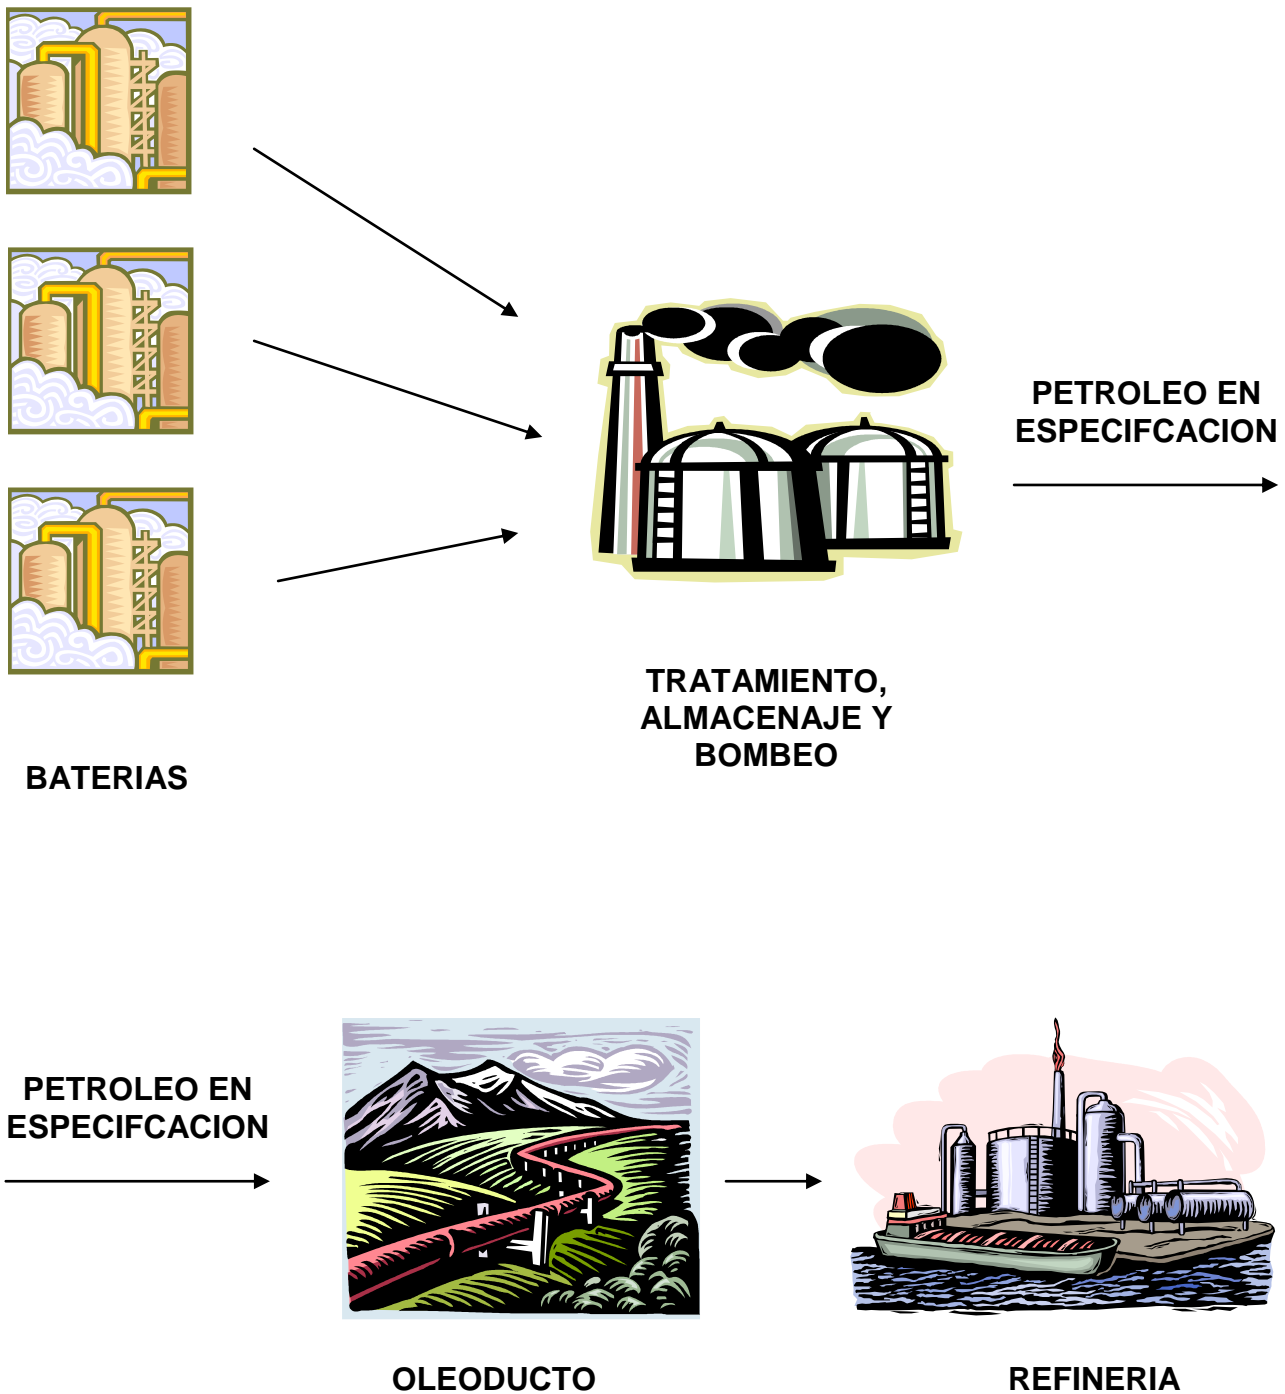 PETROLEO EN
ESPECIFCACION
TRATAMIENTO,
ALMACENAJE Y
BOMBEO
BATERIAS
PETROLEO EN
ESPECIFCACION
OLEODUCTO
REFINERIA